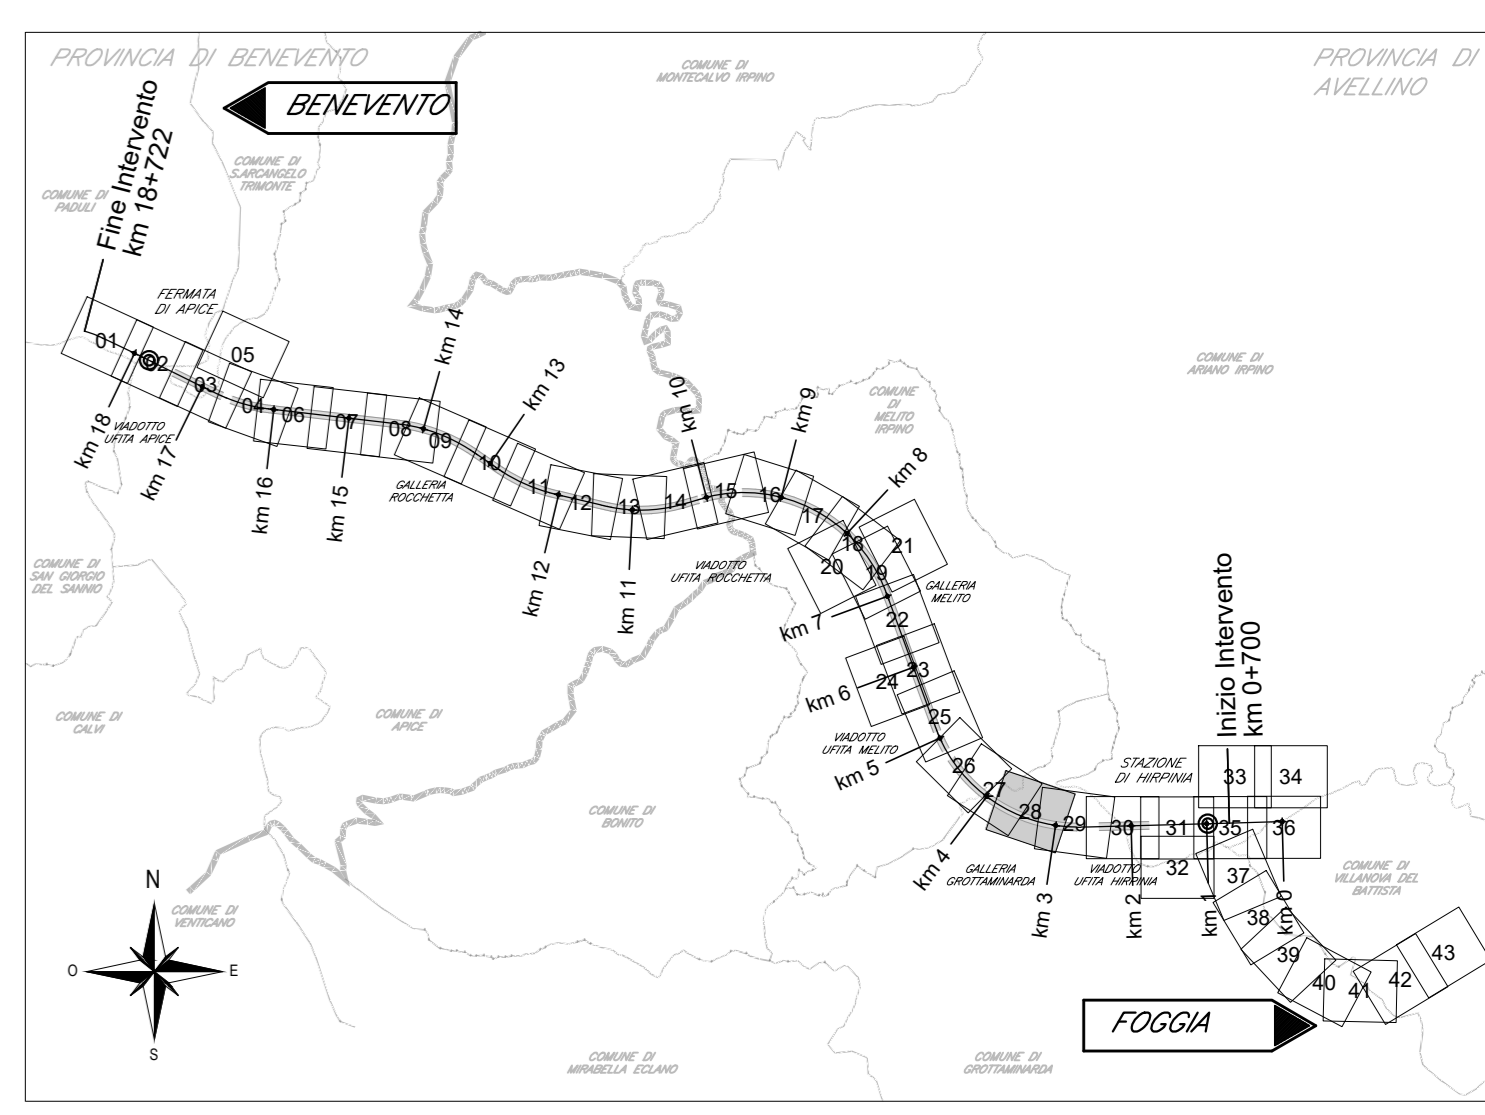 PROVINCIA DI BENEVENTO
PROVINCIA DI
AVELLINO
COMUNE DI
MONTECALVO IRPINO
BENEVENTO
Fine Intervento
km 18+722
COMUNE DI
S.ARCANGELO
TRIMONTE
COMUNE DI
PADULI
FERMATA
DI APICE
01
02
03
04
05
06
07
08
09
10
11
12
13
14
15
16
17
18
19
20
21
22
23
24
25
26
27
28
29
30
31
32
33
34
35
36
37
38
39
40
41
42
43
km 18
km 17
km 16
km 15
km 14
km 13
km 12
km 11
km 10
km 9
km 8
km 7
km 6
km 5
km 4
km 3
km 2
km 1
km 0
VIADOTTO
UFITA APICE
GALLERIA
ROCCHETTA
VIADOTTO
UFITA ROCCHETTA
GALLERIA
MELITO
VIADOTTO
UFITA MELITO
GALLERIA
GROTTAMINARDA
VIADOTTO
UFITA HIRPINIA
STAZIONE
DI HIRPINIA
Inizio Intervento
km 0+700
COMUNE DI
ARIANO IRPINO
COMUNE
DI
MELITO
IRPINO
COMUNE DI
SAN GIORGIO
DEL SANNIO
COMUNE DI
CALVI
COMUNE DI
APICE
COMUNE DI
BONITO
COMUNE DI
VILLANOVA DEL
BATTISTA
COMUNE DI
VENTICANO
COMUNE DI
MIRABELLA ECLANO
COMUNE DI
GROTTAMINARDA
FOGGIA
N
O
E
S